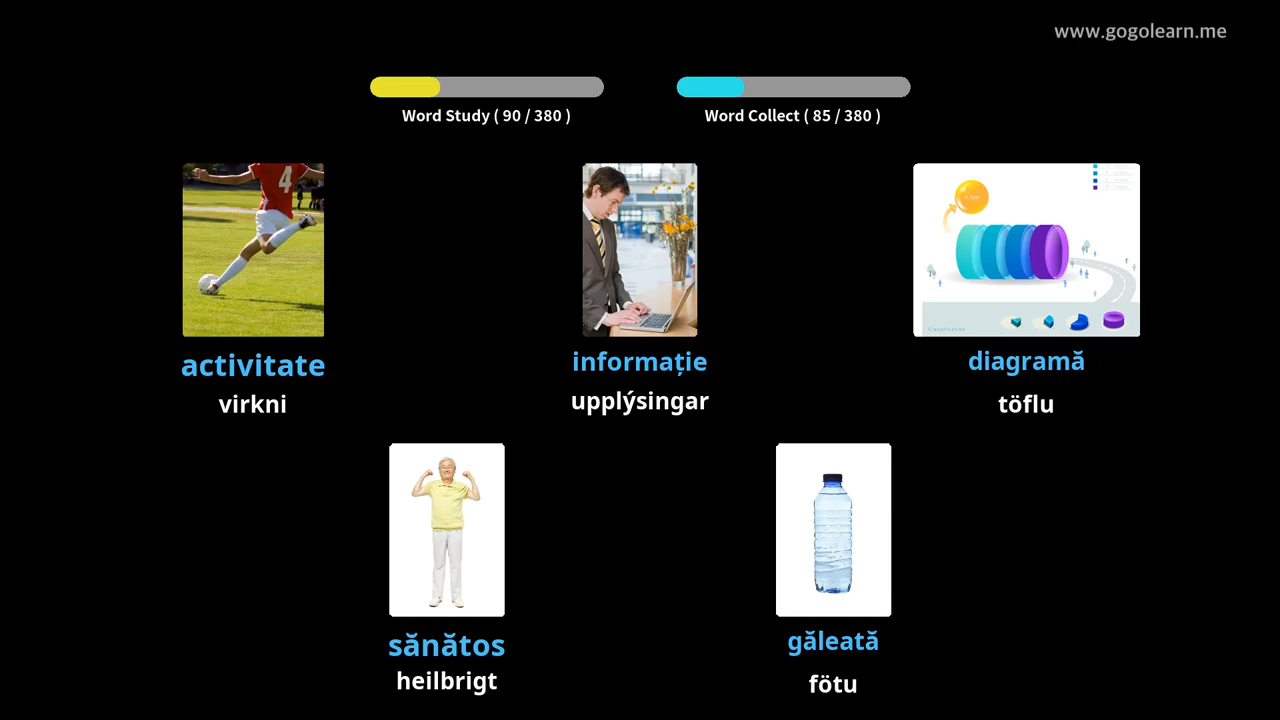 www.gogolearn.me
Word Study ( 90 / 380 )
Word Collect ( 85 / 380 )
4
activitate
virkni
informație
upplýsingar
diagramă
töflu
sănătos
heilbrigt
găleată
fötu